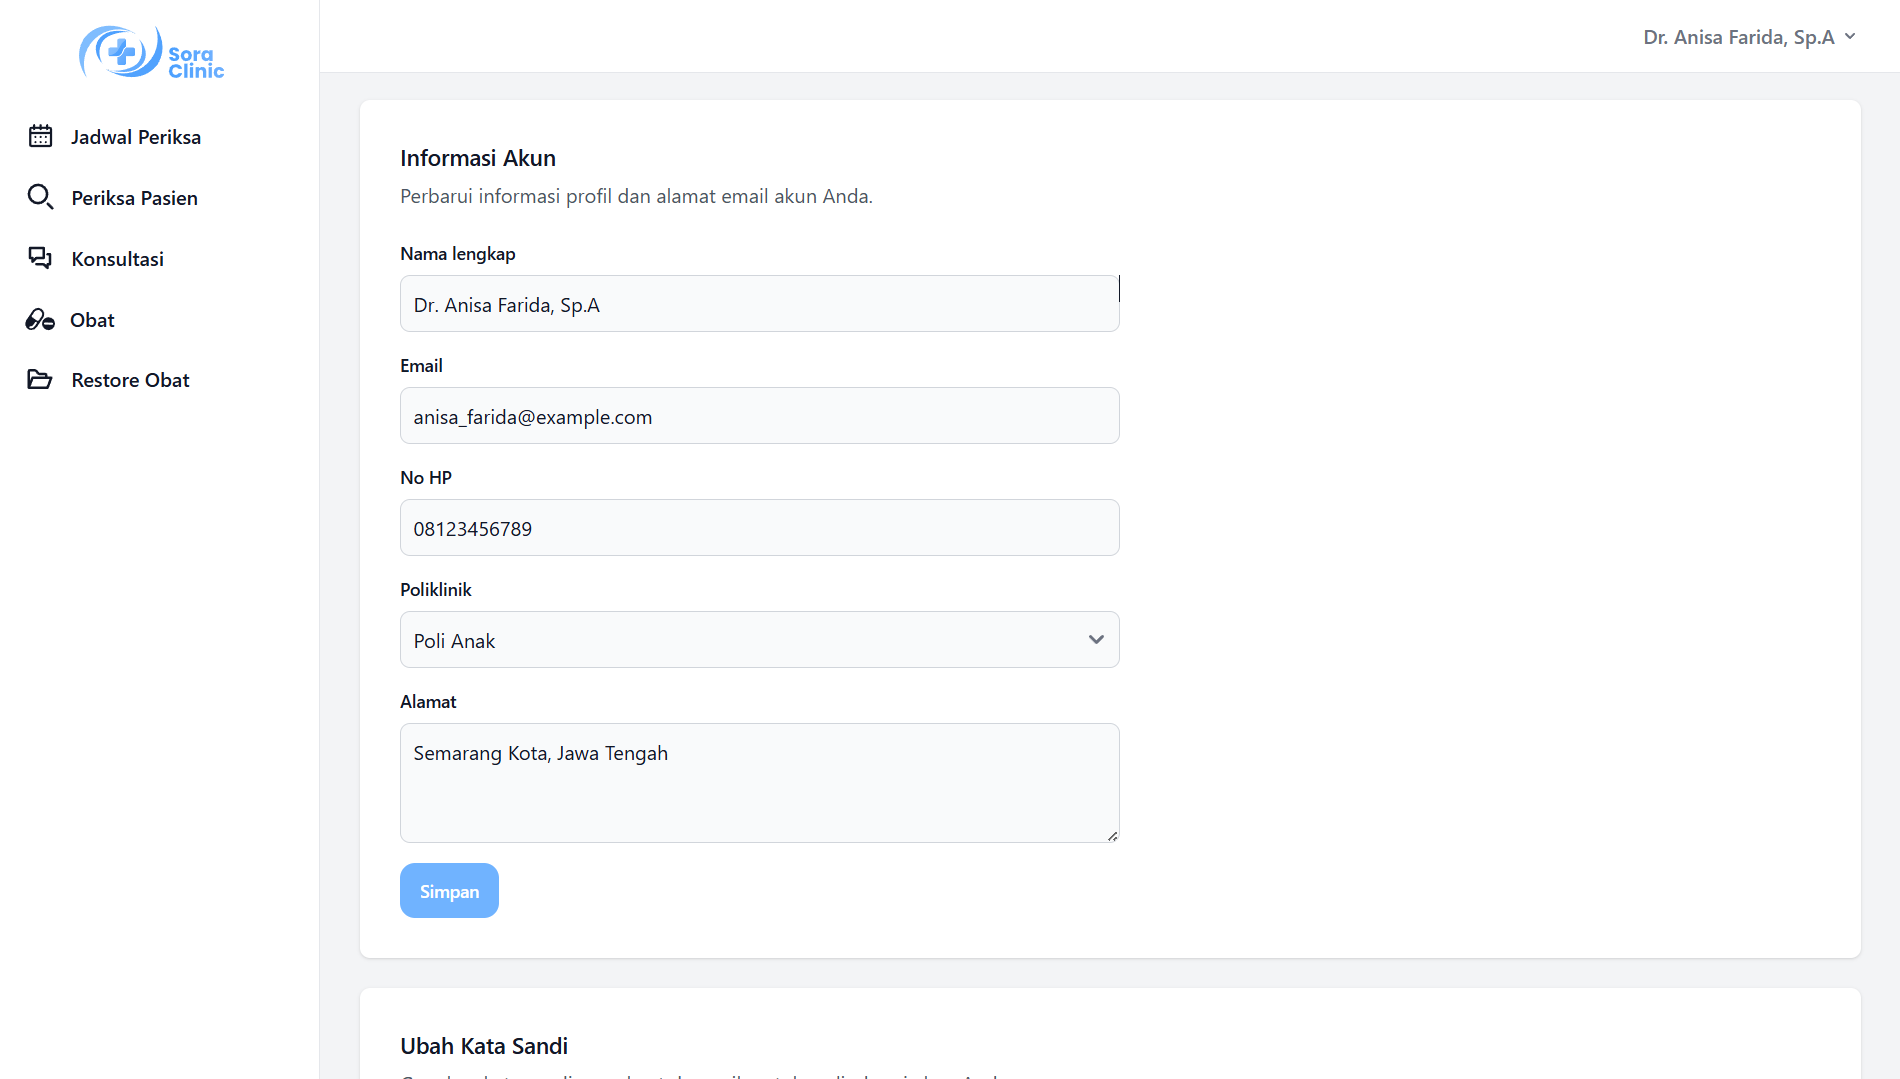 Sora
Clinic
Dr. Anisa Farida, Sp.A
Jadwal Periksa
Periksa Pasien
Konsultasi
Obat
Restore Obat
Informasi Akun
Perbarui informasi profil dan alamat email akun Anda.
Nama lengkap
Dr. Anisa Farida, Sp.A
Email
anisa_farida@example.com
No HP
08123456789
Poliklinik
Poli Anak
Alamat
Semarang Kota, Jawa Tengah
Simpan
Ubah Kata Sandi